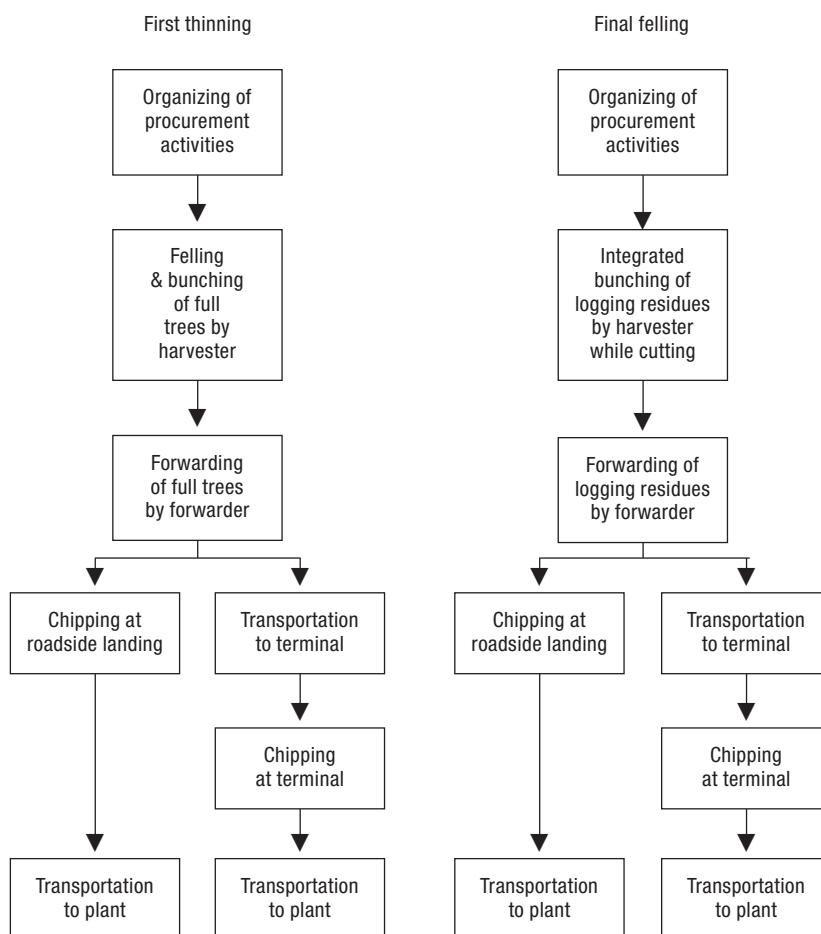 First thinning
Organizing of
procurement
activities
Felling
& bunching
of full
trees by
harvester
Forwarding
of full trees
by forwarder
Chipping at
roadside landing
Transportation
to terminal
Chipping
at terminal
Transportation
to plant
Transportation
to plant
Final felling
Organizing of
procurement
activities
Integrated
bunching of
logging residues
by harvester
while cutting
Forwarding of
logging residues
by forwarder
Chipping at
roadside landing
Transportation
to terminal
Chipping
at terminal
Transportation
to plant
Transportation
to plant